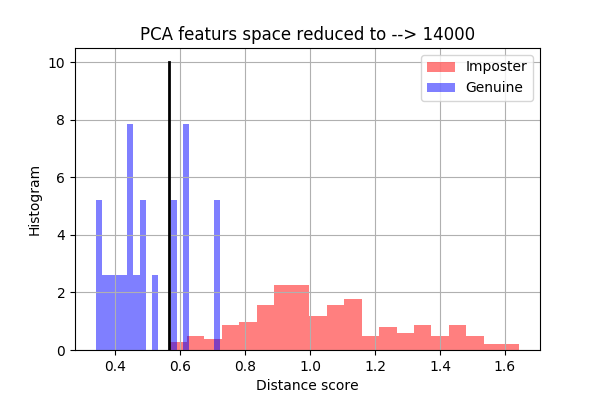 PCA featurs space reduced to --> 14000
Imposter
Genuine
Histogram
10
8
6
4
2
0
0.4 0.6 0.8 1.0 1.2 1.4 1.6
Distance score